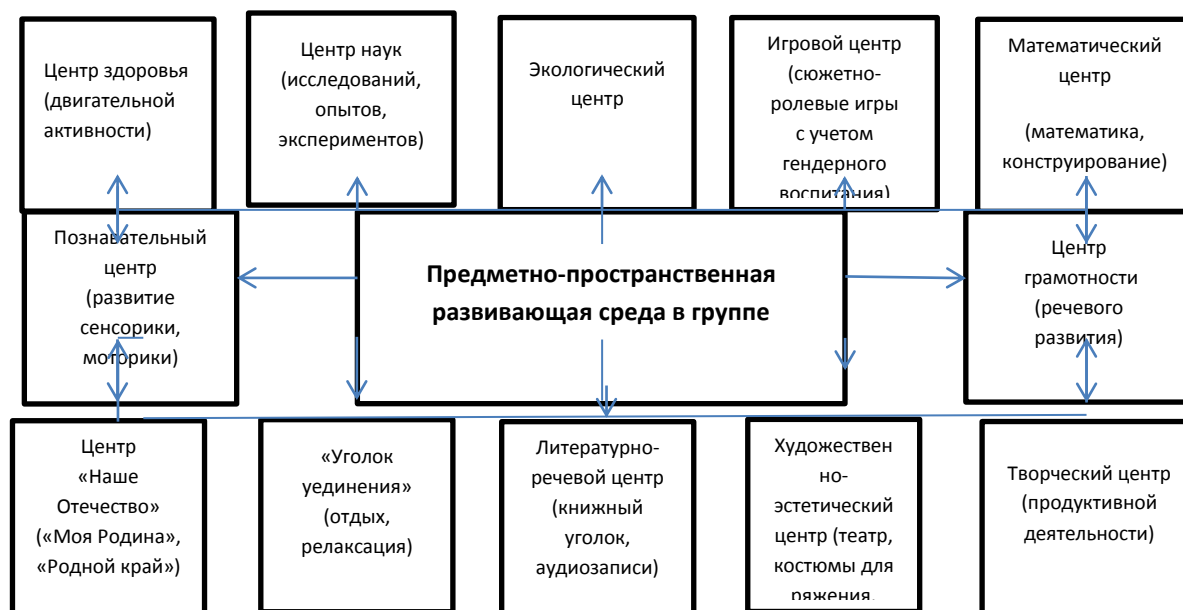 Центр здоровья
(двигательной
активности)
Центр наук
(исследований,
опытов,
экспериментов)
Экологический
центр
Игровой центр
(сюжетно-
ролевые игры
с учетом
гендерного
воспитания)
Математический
центр
(математика,
конструирование)
Познавательный
центр
(развитие
сенсорики,
моторики)
Предметно-пространственная
развивающая среда в группе
Центр
грамотности
(речевого
развития)
Центр
«Наше
Отечество»
(«Моя Родина»,
«Родной край»)
«Уголок
уединения»
(отдых,
релаксация)
Литературно-
речевой центр
(книжный
уголок,
аудиозаписи)
Художествен
но-
эстетический
центр (театр,
костюмы для
ряжения.
Творческий центр
(продуктивной
деятельности)